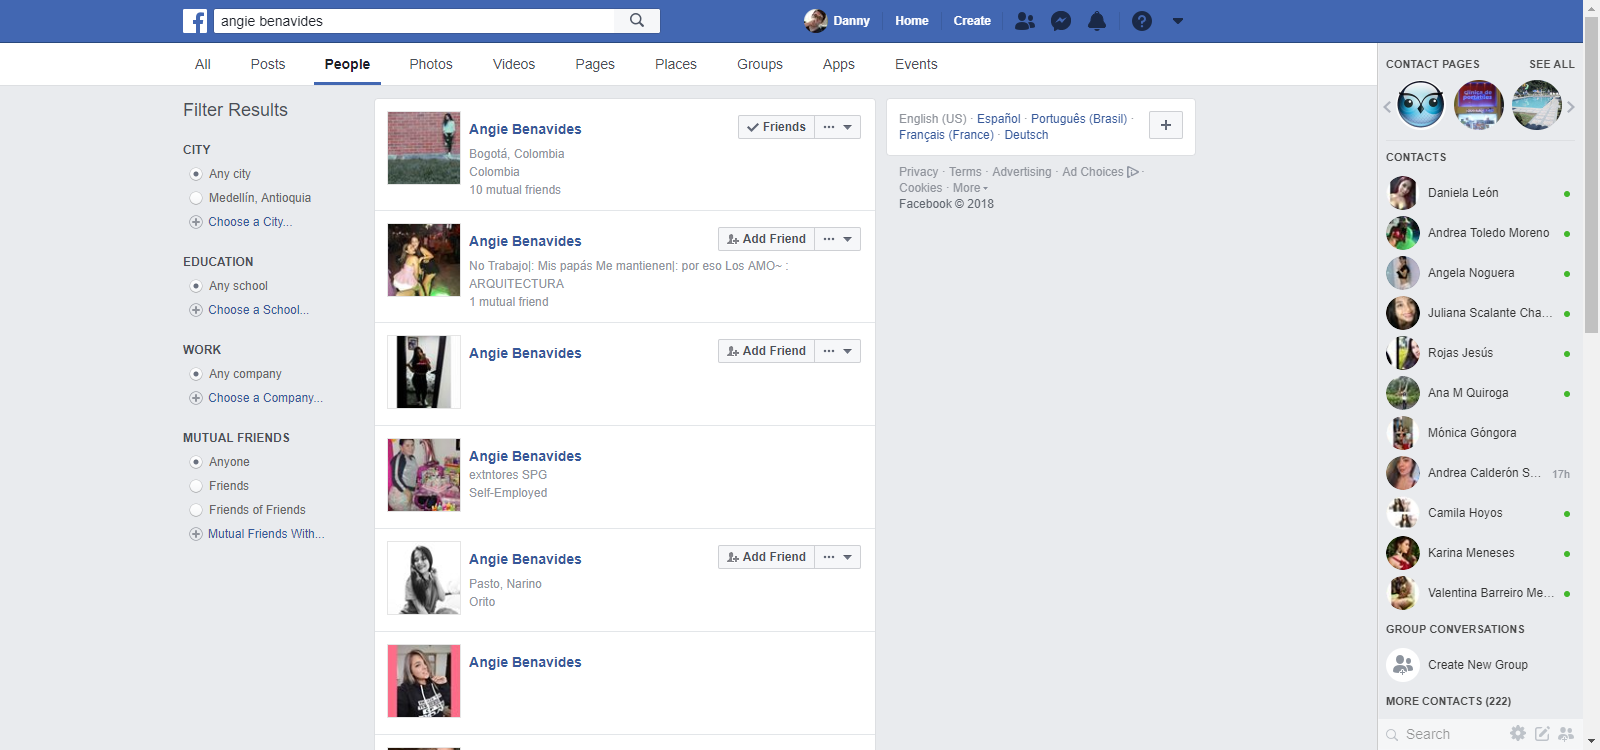 angie benavides
Danny
Home
Create
All
Posts
People
Photos
Videos
Pages
Places
Groups
Apps
Events
Filter Results
CITY
Any city
Medellín, Antioquia
Choose a City...
EDUCATION
Any school
Choose a School...
WORK
Any company
Choose a Company...
MUTUAL FRIENDS
Anyone
Friends
Friends of Friends
Mutual Friends With...
Angie Benavides
Friends
Bogotá, Colombia
Colombia
10 mutual friends
Angie Benavides
Add Friend
No Trabajo|: Mis papás Me mantienen|: por eso Los AMO~ :
ARQUITECTURA
1 mutual friend
Angie Benavides
Add Friend
Angie Benavides
extntores SPG
Self-Employed
Angie Benavides
Add Friend
Pasto, Narino
Orito
Angie Benavides
English (US) · Español · Português (Brasil) ·
Français (France) · Deutsch
Privacy · Terms · Advertising · Ad Choices ·
Cookies · More
Facebook © 2018
CONTACT PAGES
SEE ALL
CONTACTS
Daniela León
Andrea Toledo Moreno
Angela Noguera
Juliana Scalante Cha...
Rojas Jesús
Ana M Quiroga
Mónica Góngora
Andrea Calderón S... 17h
Camila Hoyos
Karina Meneses
Valentina Barreiro Me...
GROUP CONVERSATIONS
Create New Group
MORE CONTACTS (222)
Search